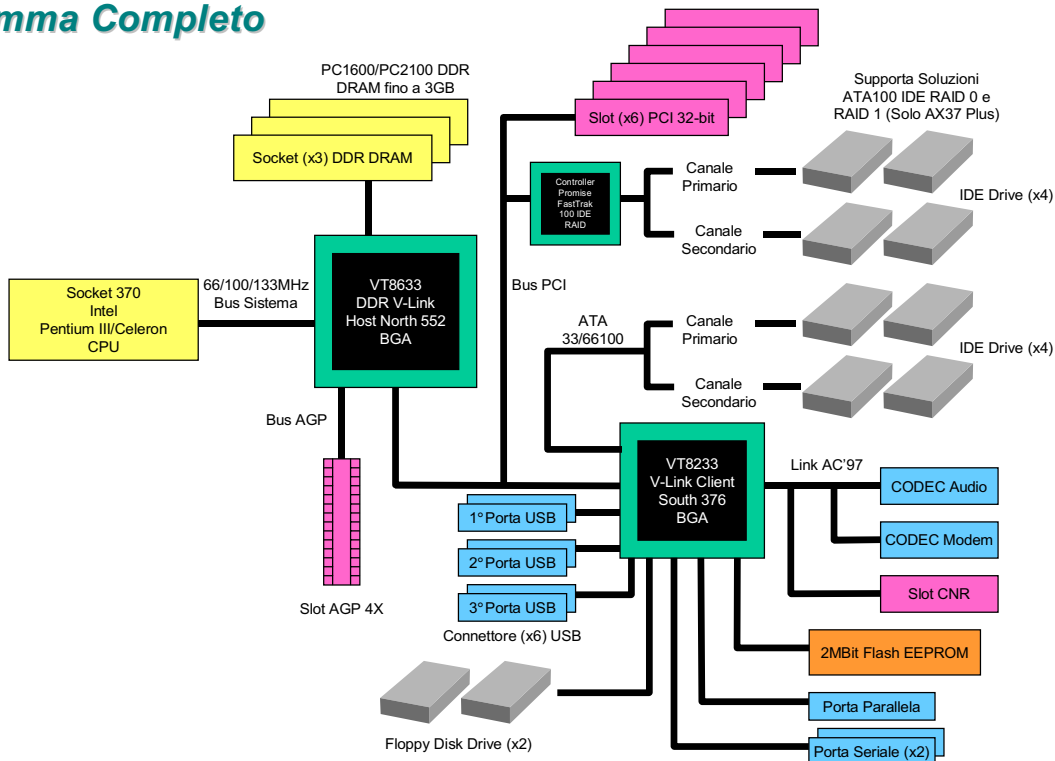 mma Completo
PC1600/PC2100 DDR
DRAM fino a 3GB
Socket (x3) DDR DRAM
Slot (x6) PCI 32-bit
Supporta Soluzioni
ATA100 IDE RAID 0 e
RAID 1 (Solo AX37 Plus)
Controller
Promise
FastTrak
100 IDE
RAID
Canale
Primario
Canale
Secondario
IDE Drive (x4)
Socket 370
Intel
Pentium III/Celeron
CPU
66/100/133MHz
Bus Sistema
VT8633
DDR V-Link
Host North 552
BGA
Bus PCI
ATA
33/66100
Canale
Primario
Canale
Secondario
IDE Drive (x4)
Bus AGP
Slot AGP 4X
VT8233
V-Link Client
South 376
BGA
Link AC’97
CODEC Audio
CODEC Modem
Slot CNR
1° Porta USB
2° Porta USB
3° Porta USB
Connettore (x6) USB
2MBit Flash EEPROM
Porta Parallela
Porta Seriale (x2)
Floppy Disk Drive (x2)